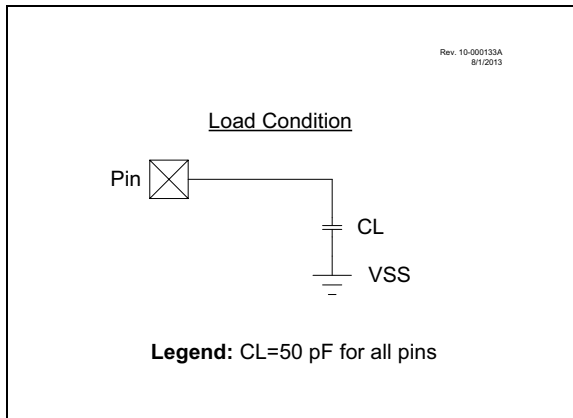 Rev. 10-000133A
8/1/2013
Load Condition
Pin
CL
VSS
Legend: CL=50 pF for all pins